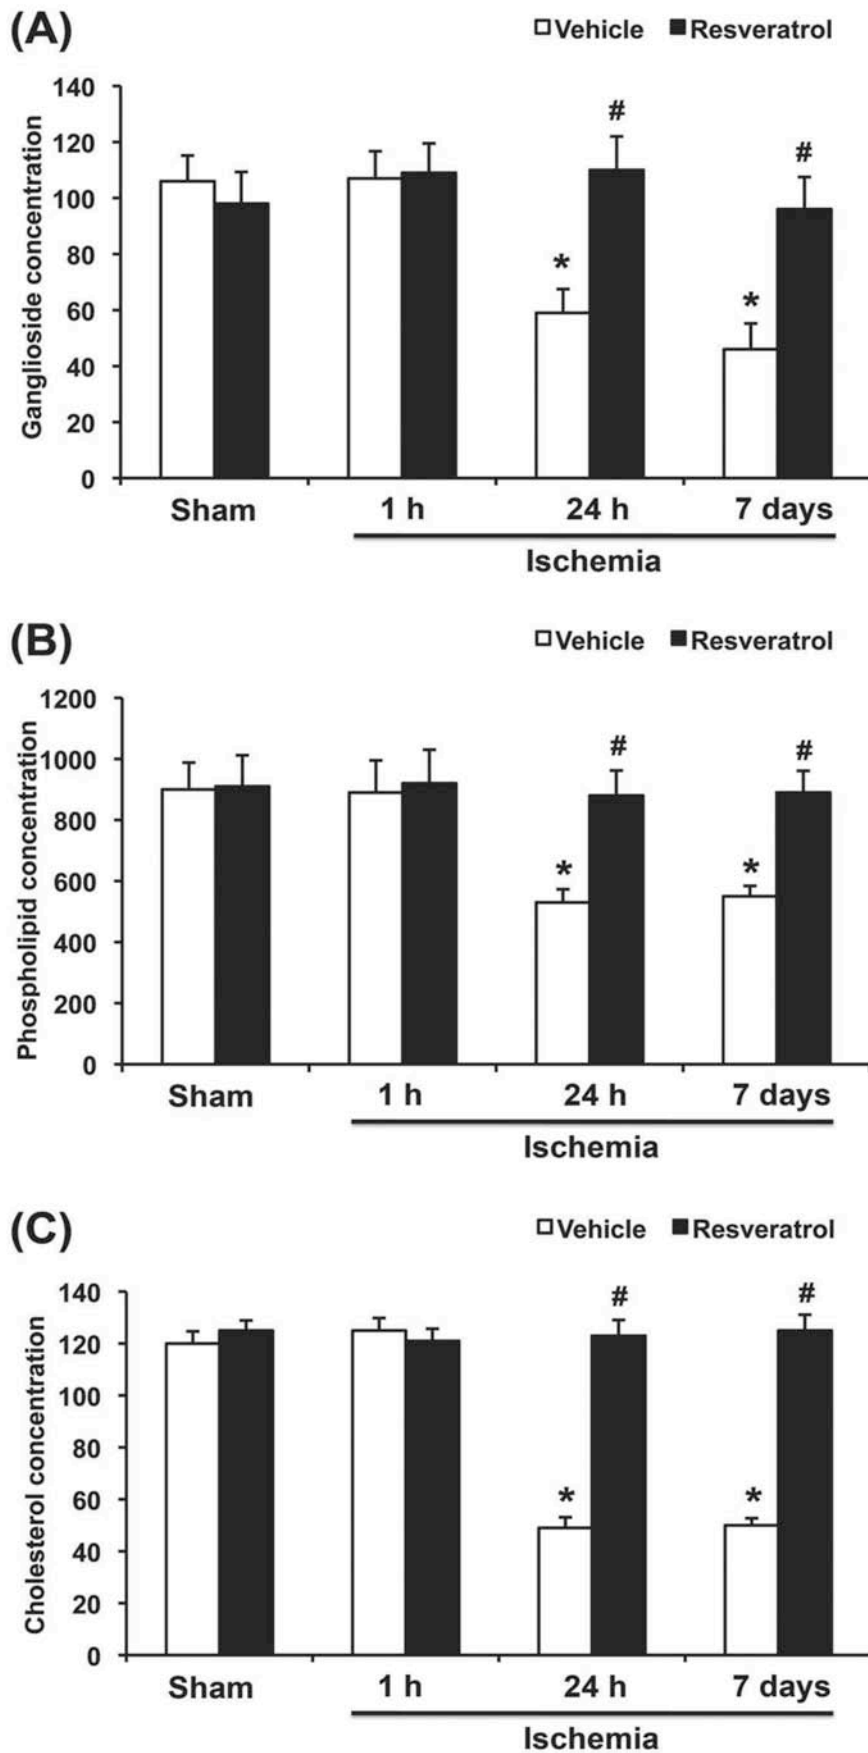 (A)
Vehicle Resveratrol
Ganglioside concentration
140
120
100
80
60
40
20
0
#
#
*
*
Sham 1 h 24 h 7 days
Ischemia
(B)
Vehicle Resveratrol
Phospholipid concentration
1200
1000
800
600
400
200
0
#
#
*
*
Sham 1 h 24 h 7 days
Ischemia
(C)
Vehicle Resveratrol
Cholesterol concentration
140
120
100
80
60
40
20
0
#
#
*
*
Sham 1 h 24 h 7 days
Ischemia